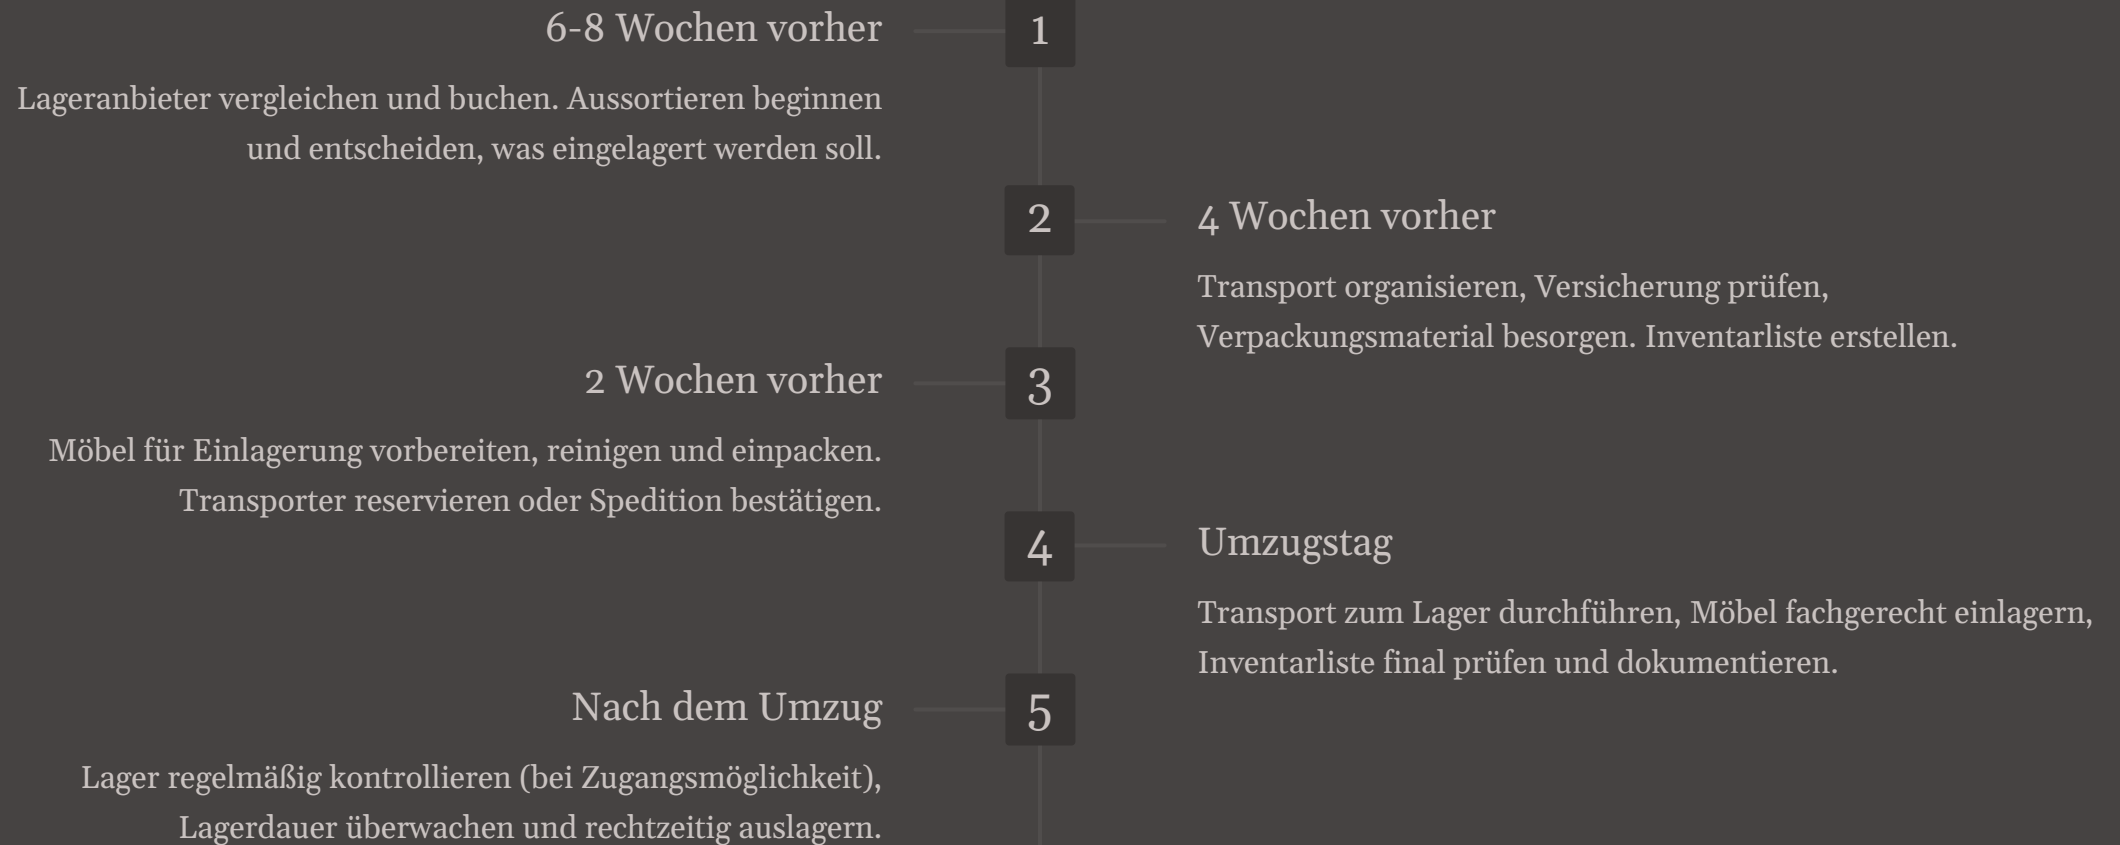 6-8 Wochen vorher
1
Lageranbieter vergleichen und buchen. Aussortieren beginnen
und entscheiden, was eingelagert werden soll.
2
4 Wochen vorher
Transport organisieren, Versicherung prüfen,
Verpackungsmaterial besorgen. Inventarliste erstellen.
2 Wochen vorher
3
Möbel für Einlagerung vorbereiten, reinigen und einpacken.
Transporter reservieren oder Spedition bestätigen.
4
Umzugstag
Transport zum Lager durchführen, Möbel fachgerecht einlagern,
Inventarliste final prüfen und dokumentieren.
Nach dem Umzug
5
Lager regelmäßig kontrollieren (bei Zugangsmöglichkeit),
Lagerdauer überwachen und rechtzeitig auslagern.